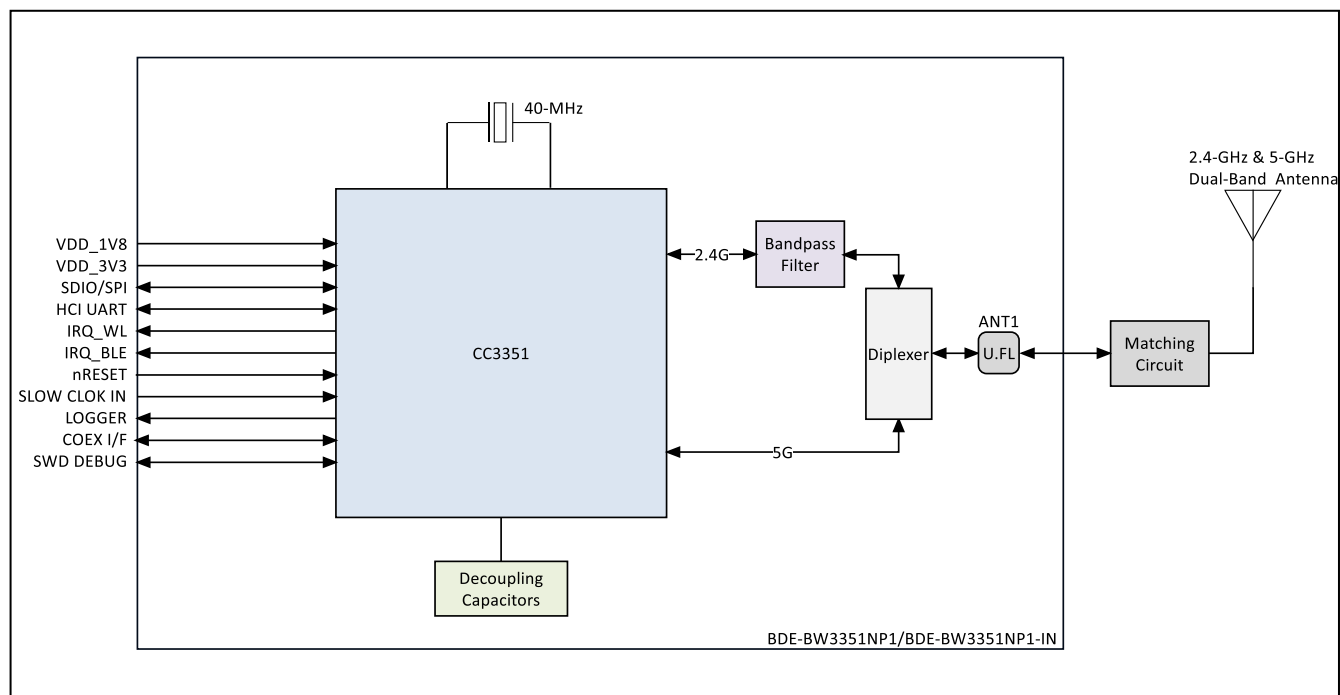 40-MHz
2.4-GHz & 5-GHz
Dual-Band Antenna
VDD_1V8
VDD_3V3
SDIO/SPI
HCI UART
IRQ_WL
IRQ_BLE
nRESET
SLOW CLOK IN
LOGGER
COEX I/F
SWD DEBUG
CC3351
2.4G
Bandpass
Filter
Diplexer
5G
ANT1
U.FL
Matching
Circuit
Decoupling
Capacitors
BDE-BW3351NP1/BDE-BW3351NP1-IN